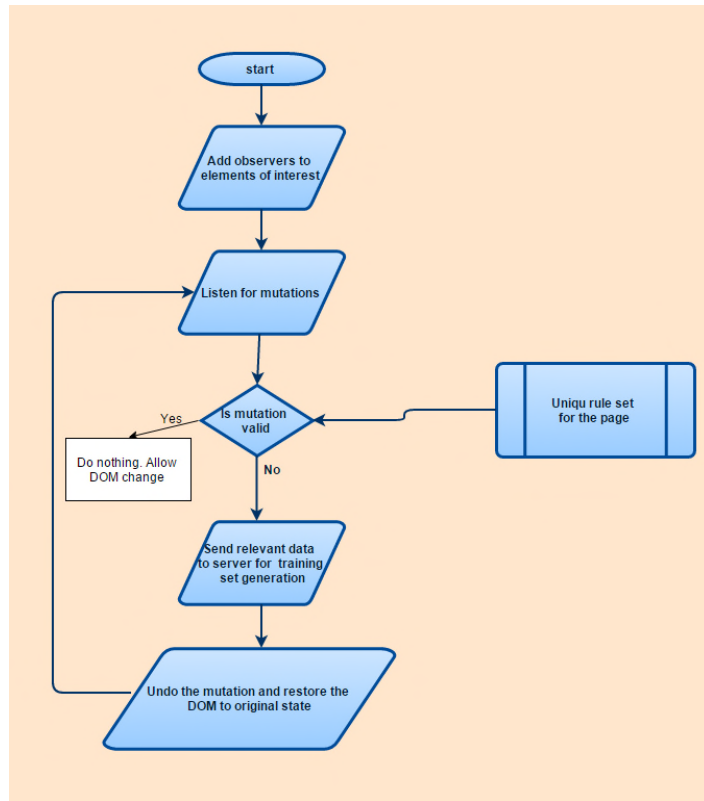 start
Add observers to
elements of interest
Listen for mutations
Is mutation
valid
Yes
Do nothing. Allow
DOM change
Uniqu rule set
for the page
No
Send relevant data
to server for training
set generation
Undo the mutation and restore the
DOM to original state